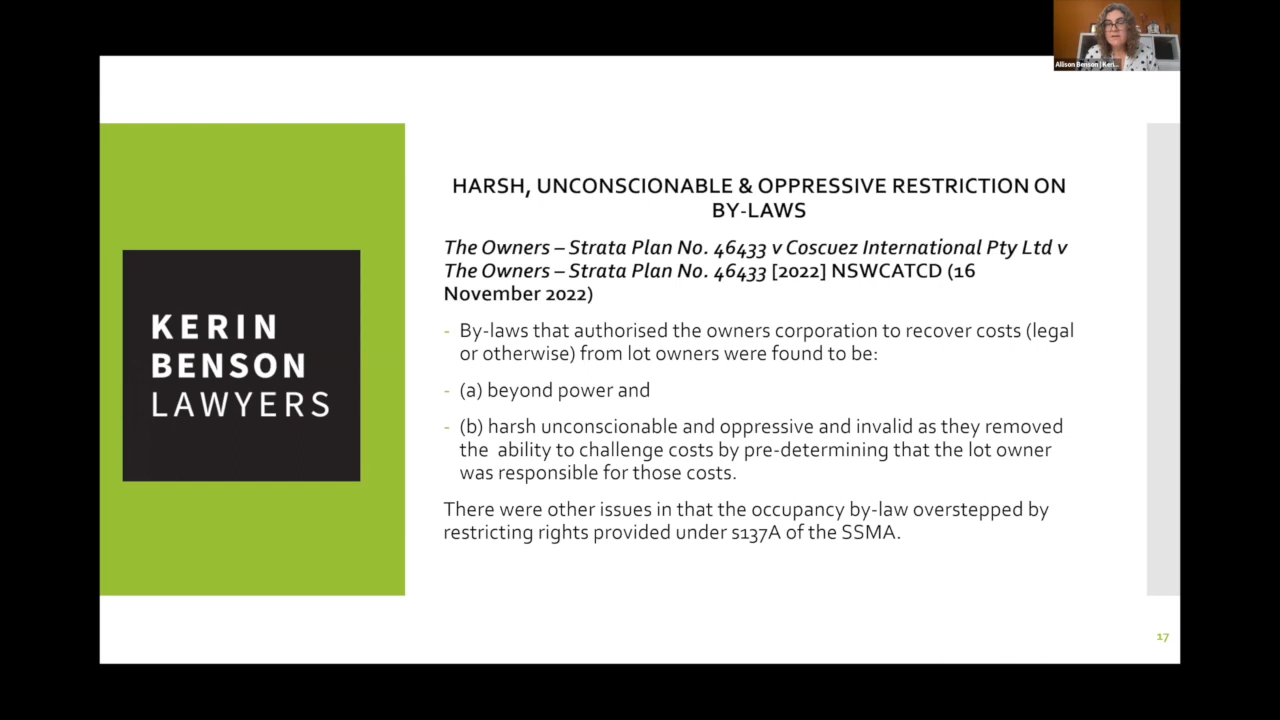 Allison Benson | Keri...
HARSH, UNCONSCIONABLE & OPPRESSIVE RESTRICTION ON
BY-LAWS
The Owners – Strata Plan No. 46433 v Coscuez International Pty Ltd v
The Owners – Strata Plan No. 46433 [2022] NSWCATCD (16
November 2022)
- By-laws that authorised the owners corporation to recover costs (legal
or otherwise) from lot owners were found to be:
- (a) beyond power and
- (b) harsh unconscionable and oppressive and invalid as they removed
the ability to challenge costs by pre-determining that the lot owner
was responsible for those costs.
There were other issues in that the occupancy by-law overstepped by
restricting rights provided under s137A of the SSMA.
KERIN
BENSON
LAWYERS
17